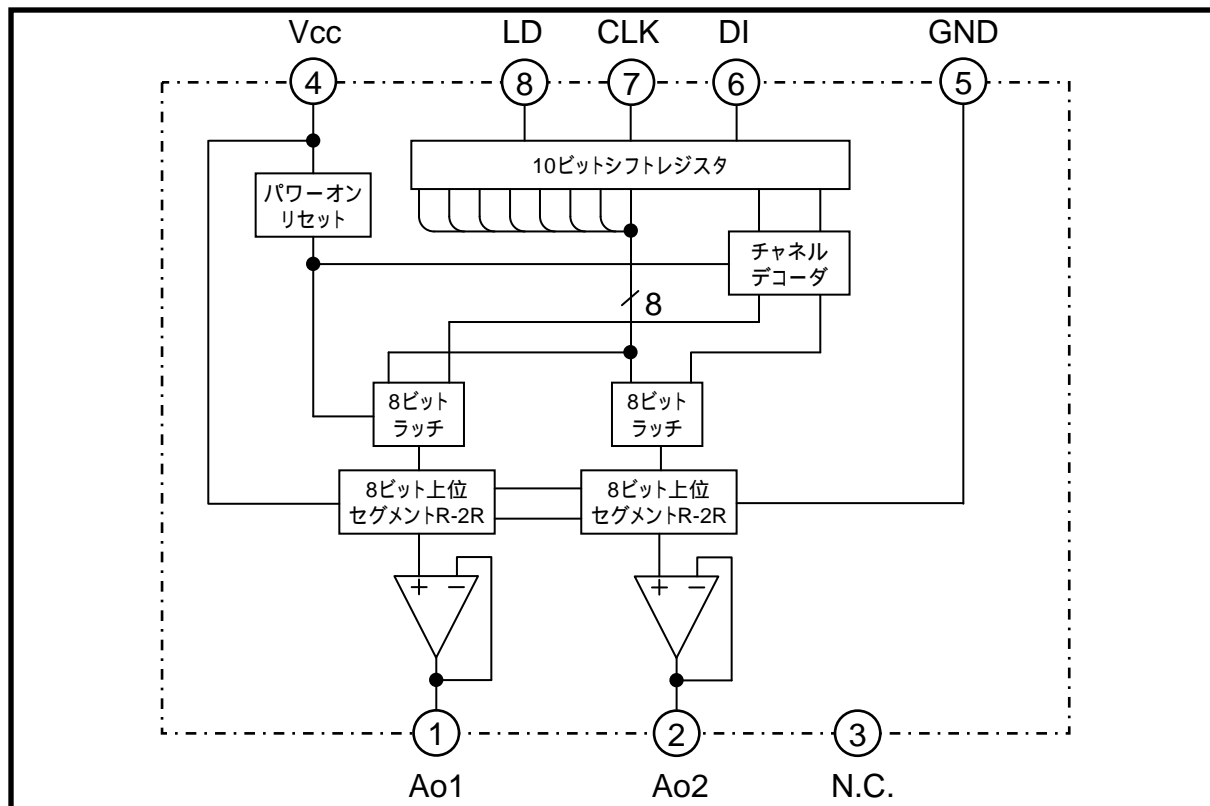 Vcc LD CLK DI GND
4 8 7 6 5
10ビットシフトレジスタ
パワーオン
リセット
チャネル
デコーダ
8
8ビット
ラッチ
8ビット
ラッチ
8ビット上位
セグメントR-2R
8ビット上位
セグメントR-2R
+ −
+ −
1 2 3
Ao1 Ao2 N.C.